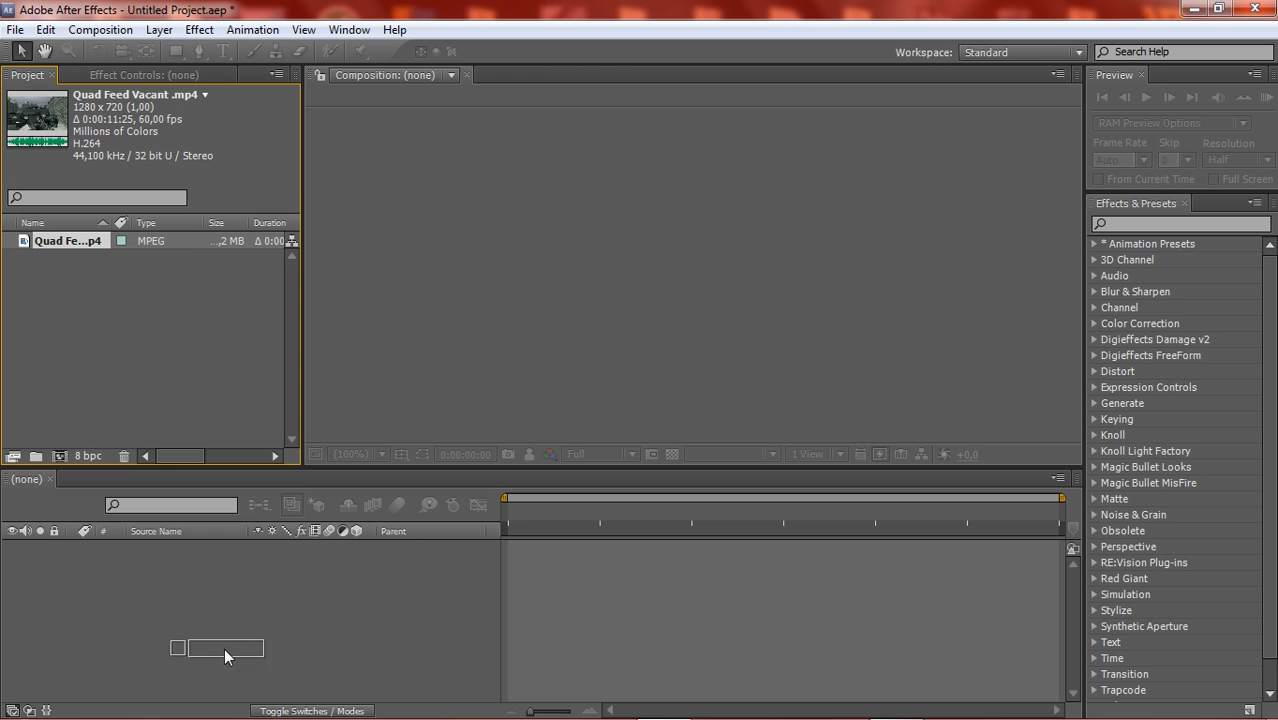 Adobe After Effects - Untitled Project.aep *
File Edit Composition Layer Effect Animation View Window Help
Workspace: Standard Search Help
Project Effect Controls: (none)
Quad Feed Vacant .mp4
1280 x 720 (1,00)
Δ 0:00:11:25, 60,00 fps
Millions of Colors
H.264
44,100 kHz / 32 bit U / Stereo
Name Type Size Duration
Quad Fe...p4 MPEG ...,2 MB Δ 0:00
8 bpc
Composition: (none)
(100%) 0:00:00:00 Full 1 View +0,0
Preview
RAM Preview Options
Frame Rate Skip Resolution
Auto 0 Half
From Current Time Full Screen
Effects & Presets
* Animation Presets
3D Channel
Audio
Blur & Sharpen
Channel
Color Correction
Digieffects Damage v2
Digieffects FreeForm
Distort
Expression Controls
Generate
Keying
Knoll
Knoll Light Factory
Magic Bullet Looks
Magic Bullet MisFire
Matte
Noise & Grain
Obsolete
Perspective
RE:Vision Plug-ins
Red Giant
Simulation
Stylize
Synthetic Aperture
Text
Time
Transition
Trapcode
(none)
# Source Name Parent
Toggle Switches / Modes